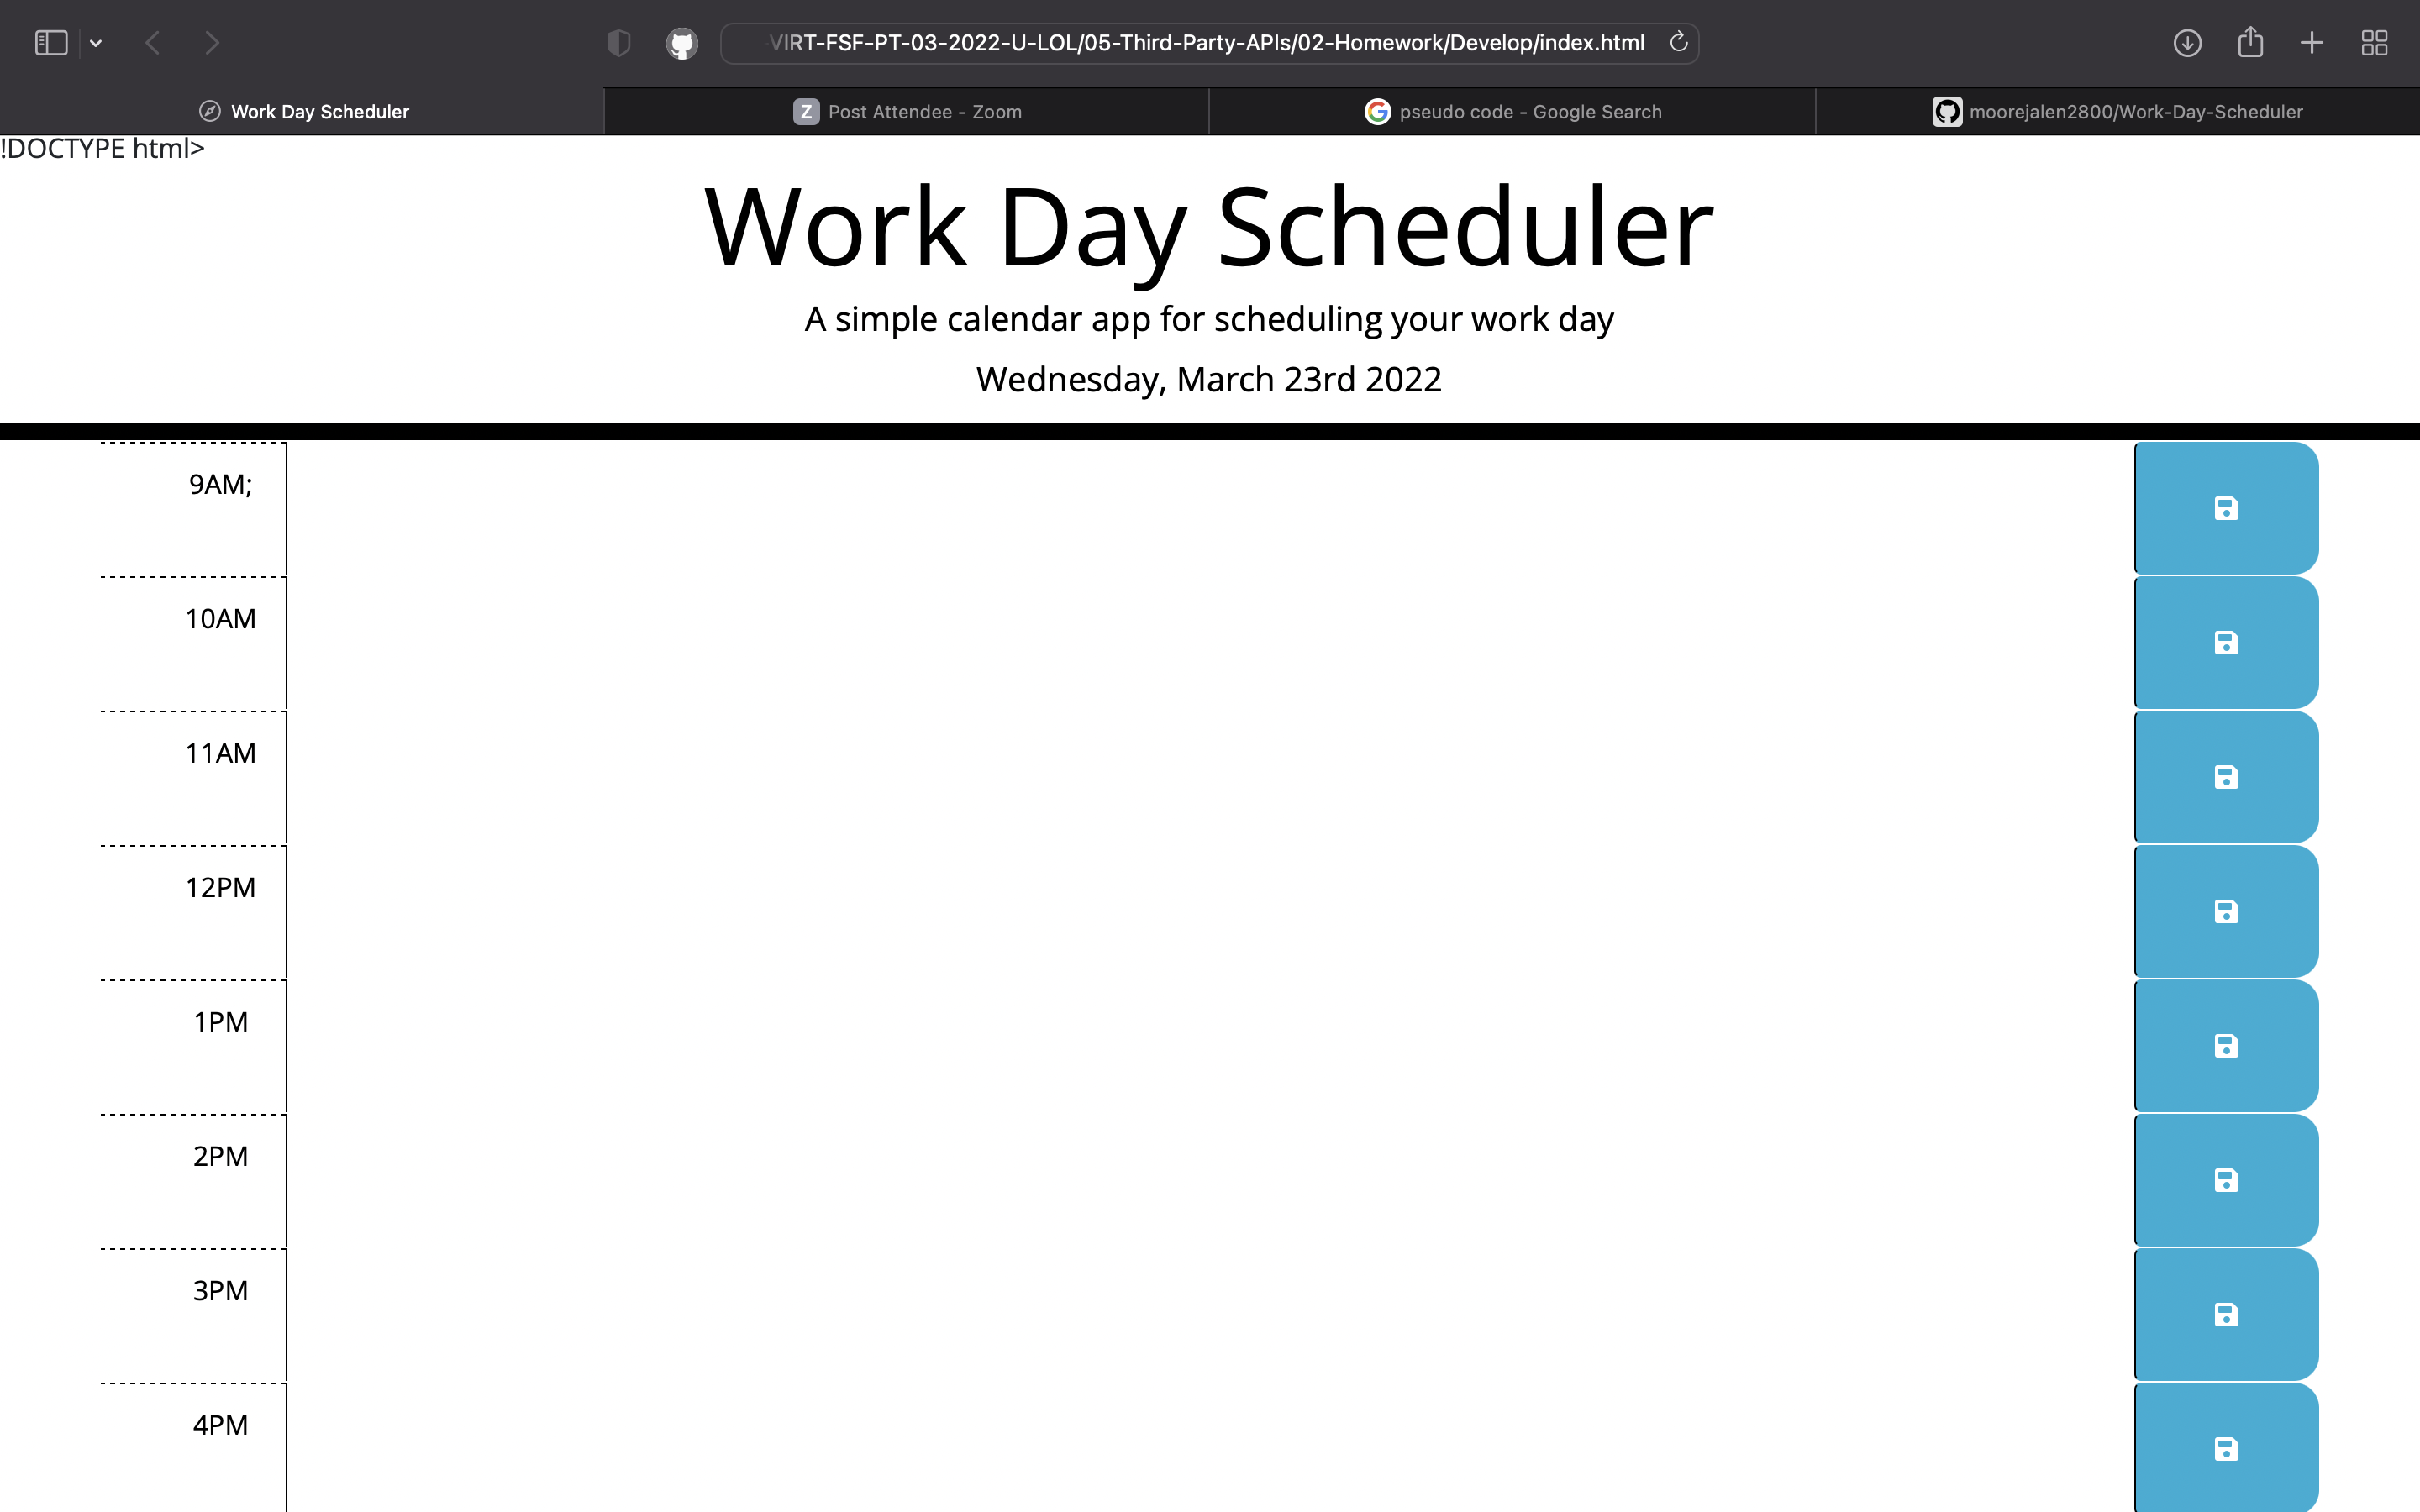 VIRT-FSF-PT-03-2022-U-LOL/05-Third-Party-APIs/02-Homework/Develop/index.html
Work Day Scheduler
Z Post Attendee - Zoom
G pseudo code - Google Search
moorejalen2800/Work-Day-Scheduler
!DOCTYPE html>
Work Day Scheduler
A simple calendar app for scheduling your work day
Wednesday, March 23rd 2022
9AM;
10AM
11AM
12PM
1PM
2PM
3PM
4PM